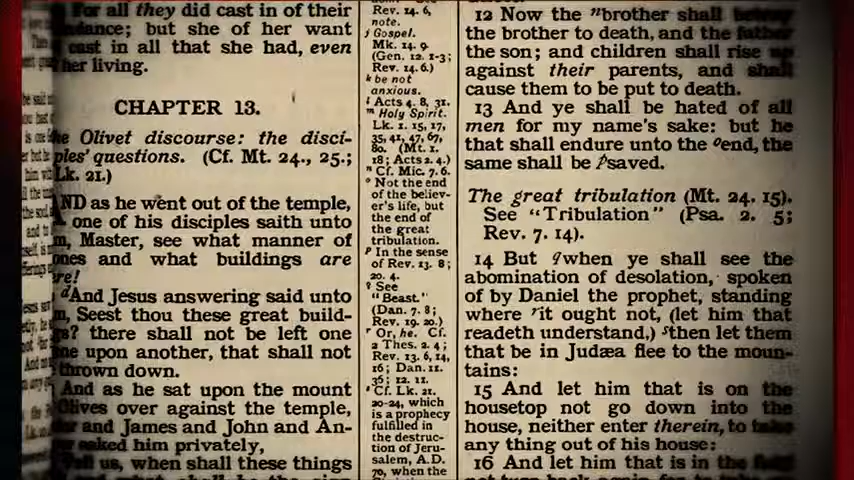 For all they did cast in of their
dance; but she of her want
cast in all that she had, even
her living.
CHAPTER 13.
Olivet discourse: the disci-
ples' questions. (Cf. Mt. 24., 25.;
Lk. 21.)
AND as he went out of the temple,
one of his disciples saith unto
Master, see what manner of
ones and what buildings are
re!
dAnd Jesus answering said unto
Seest thou these great build-
? there shall not be left one
upon another, that shall not
thrown down.
And as he sat upon the mount
Olives over against the temple,
and James and John and An-
asked him privately,
us, when shall these things
Rev. 14. 6,
note.
j Gospel.
Mk. 14. 9.
(Gen. 12. 1-3;
Rev. 14. 6.)
k be not
anxious.
l Acts 4. 8, 31.
m Holy Spirit.
Lk. 1. 15, 17,
35, 41, 47, 67,
80. (Mt. 1.
18; Acts 2. 4.)
n Cf. Mic. 7. 6.
o Not the end
of the believ-
er's life, but
the end of
the great
tribulation.
p In the sense
of Rev. 13. 8;
20. 4.
q See
"Beast."
(Dan. 7. 8;
Rev. 19. 20.)
r Or, he. Cf.
2 Thes. 2. 4;
Rev. 13. 6, 14,
16; Dan. 11.
36; 12. 11.
s Cf. Lk. 21.
20-24, which
is a prophecy
fulfilled in
the destruc-
tion of Jeru-
salem, A.D.
70, when the
12 Now the nbrother shall betray
the brother to death, and the father
the son; and children shall rise up
against their parents, and shall
cause them to be put to death.
13 And ye shall be hated of all
men for my name's sake: but he
that shall endure unto the oend, the
same shall be psaved.
The great tribulation (Mt. 24. 15).
See "Tribulation" (Psa. 2. 5;
Rev. 7. 14).
14 But qwhen ye shall see the
abomination of desolation, spoken
of by Daniel the prophet, standing
where rit ought not, (let him that
readeth understand,) sthen let them
that be in Judæa flee to the moun-
tains:
15 And let him that is on the
housetop not go down into the
house, neither enter therein, to take
any thing out of his house:
16 And let him that is in the field